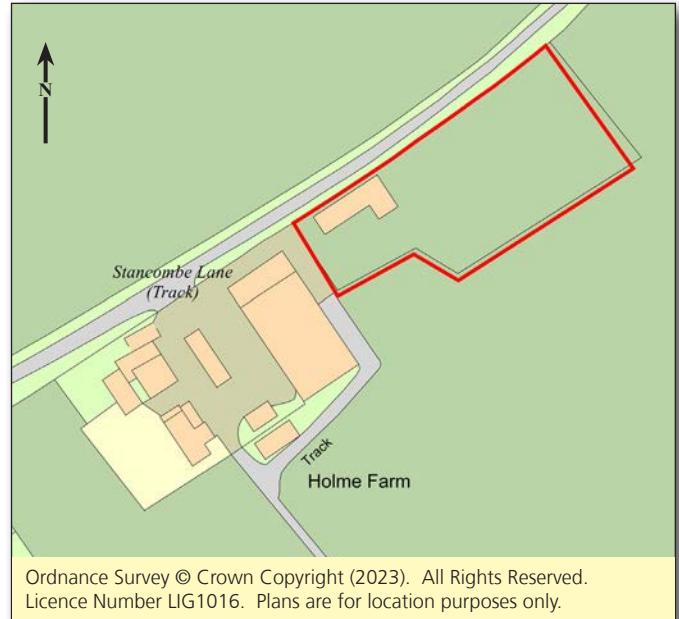 N
Stancombe Lane
(Track)
Track
Holme Farm
Ordnance Survey © Crown Copyright (2023). All Rights Reserved.
Licence Number LIG1016. Plans are for location purposes only.